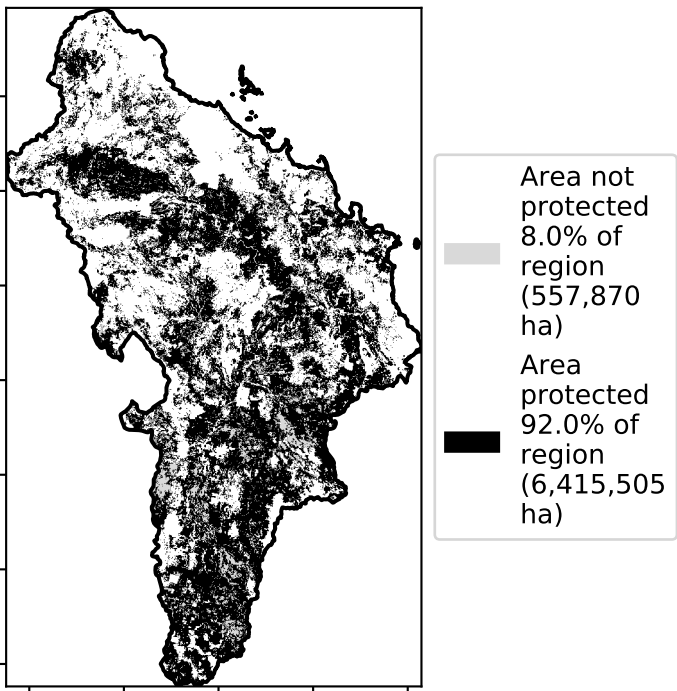 Area not
protected
8.0% of
region
(557,870
ha)
Area
protected
92.0% of
region
(6,415,505
ha)